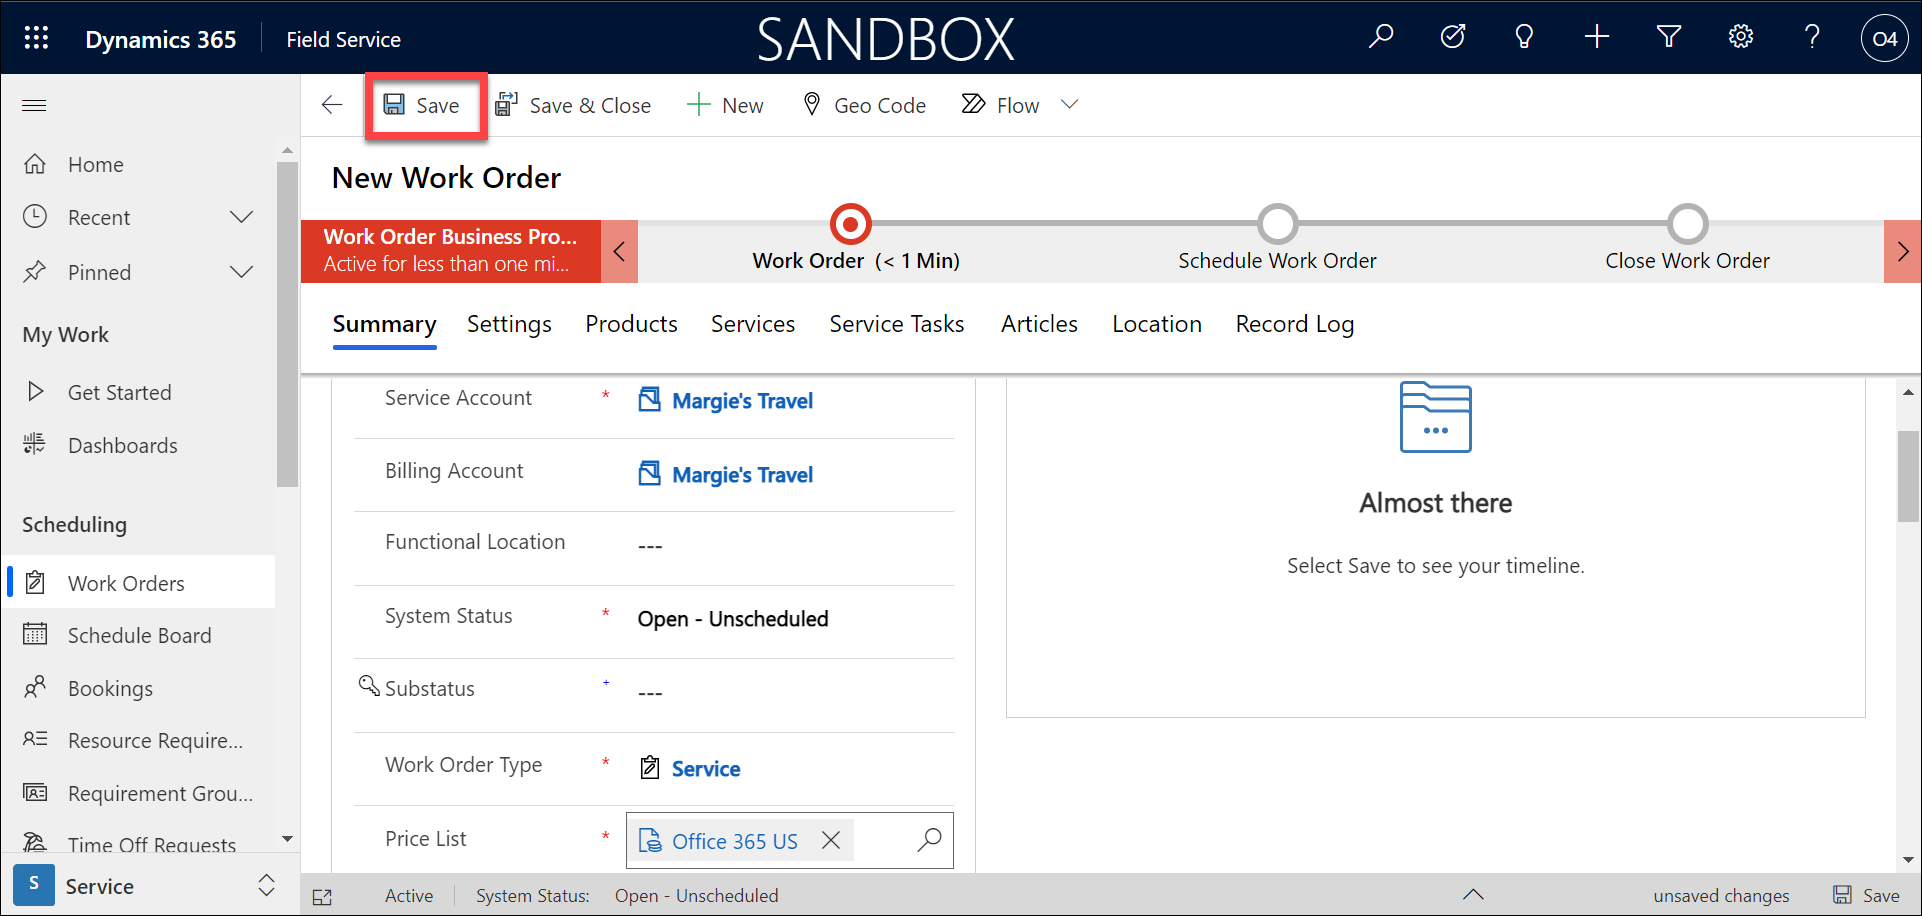 Dynamics 365
Field Service
SANDBOX
O4
Save
Save & Close
New
Geo Code
Flow
Home
Recent
Pinned
My Work
Get Started
Dashboards
Scheduling
Work Orders
Schedule Board
Bookings
Resource Require...
Requirement Grou...
Time Off Requests
S
Service
New Work Order
Work Order Business Pro...
Active for less than one mi...
Work Order (< 1 Min)
Schedule Work Order
Close Work Order
Summary
Settings
Products
Services
Service Tasks
Articles
Location
Record Log
Service Account * Margie's Travel
Billing Account Margie's Travel
Functional Location ---
System Status * Open - Unscheduled
Substatus + ---
Work Order Type * Service
Price List * Office 365 US
Almost there
Select Save to see your timeline.
Active
System Status: Open - Unscheduled
unsaved changes
Save